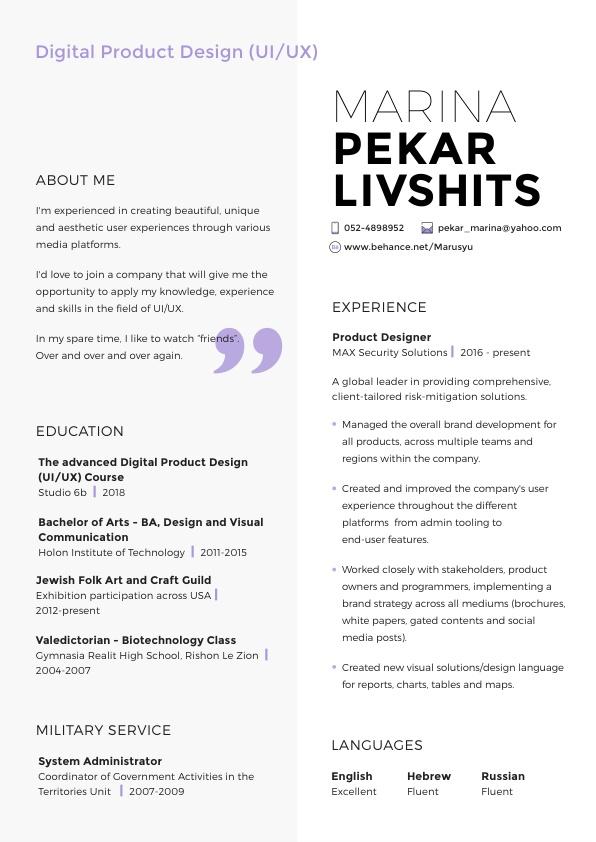 Digital Product Design (UI/UX)
MARINA
PEKAR
LIVSHITS
052-4898952 pekar_marina@yahoo.com
Bē www.behance.net/Marusyu
ABOUT ME
I'm experienced in creating beautiful, unique
and aesthetic user experiences through various
media platforms.
I'd love to join a company that will give me the
opportunity to apply my knowledge, experience
and skills in the field of UI/UX.
In my spare time, I like to watch "friends".
Over and over and over again.
”
EDUCATION
The advanced Digital Product Design
(UI/UX) Course
Studio 6b | 2018
Bachelor of Arts - BA, Design and Visual
Communication
Holon Institute of Technology | 2011-2015
Jewish Folk Art and Craft Guild
Exhibition participation across USA |
2012-present
Valedictorian - Biotechnology Class
Gymnasia Realit High School, Rishon Le Zion |
2004-2007
MILITARY SERVICE
System Administrator
Coordinator of Government Activities in the
Territories Unit | 2007-2009
EXPERIENCE
Product Designer
MAX Security Solutions | 2016 - present
A global leader in providing comprehensive,
client-tailored risk-mitigation solutions.
• Managed the overall brand development for
all products, across multiple teams and
regions within the company.
• Created and improved the company's user
experience throughout the different
platforms from admin tooling to
end-user features.
• Worked closely with stakeholders, product
owners and programmers, implementing a
brand strategy across all mediums (brochures,
white papers, gated contents and social
media posts).
• Created new visual solutions/design language
for reports, charts, tables and maps.
LANGUAGES
English Hebrew Russian
Excellent Fluent Fluent